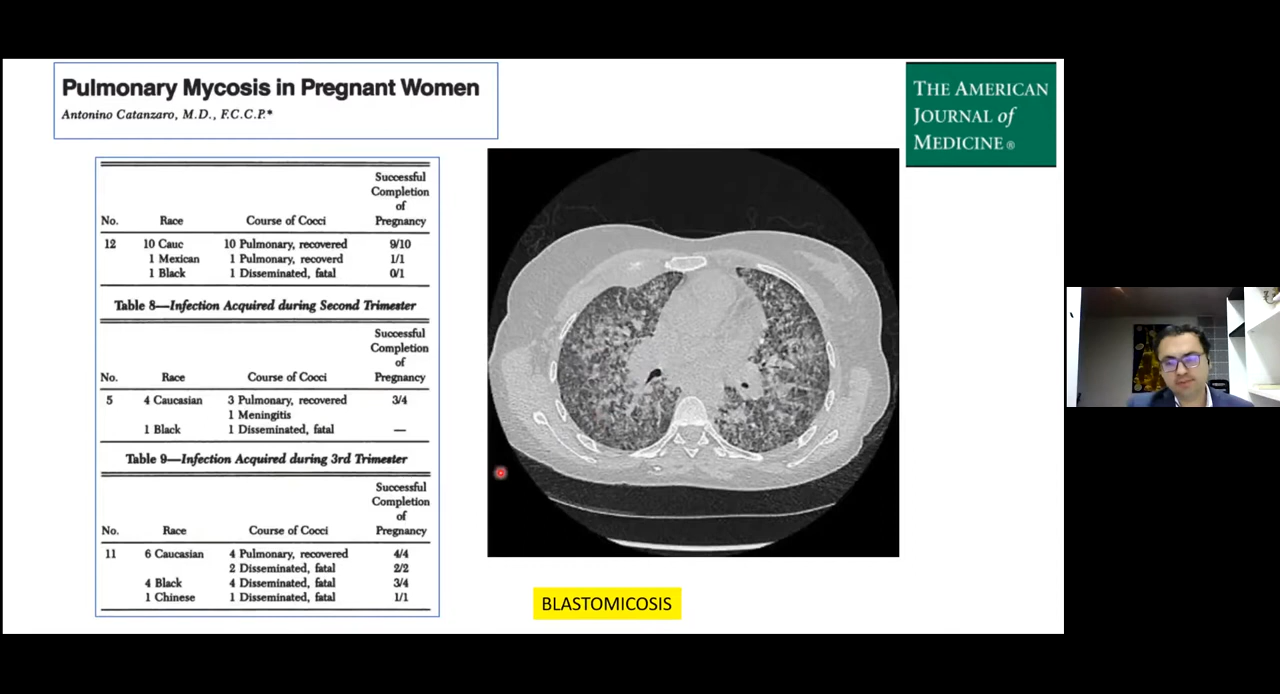 Pulmonary Mycosis in Pregnant Women
Antonino Catanzaro, M.D., F.C.C.P.*
THE AMERICAN
JOURNAL of
MEDICINE ®
Successful
Completion
of
No. Race Course of Cocci Pregnancy
12 10 Cauc 10 Pulmonary, recovered 9/10
1 Mexican 1 Pulmonary, recoverd 1/1
1 Black 1 Disseminated, fatal 0/1
Table 8—Infection Acquired during Second Trimester
Successful
Completion
of
No. Race Course of Cocci Pregnancy
5 4 Caucasian 3 Pulmonary, recovered 3/4
1 Meningitis
1 Black 1 Disseminated, fatal —
Table 9—Infection Acquired during 3rd Trimester
Successful
Completion
of
No. Race Course of Cocci Pregnancy
11 6 Caucasian 4 Pulmonary, recovered 4/4
2 Disseminated, fatal 2/2
4 Black 4 Disseminated, fatal 3/4
1 Chinese 1 Disseminated, fatal 1/1
BLASTOMICOSIS